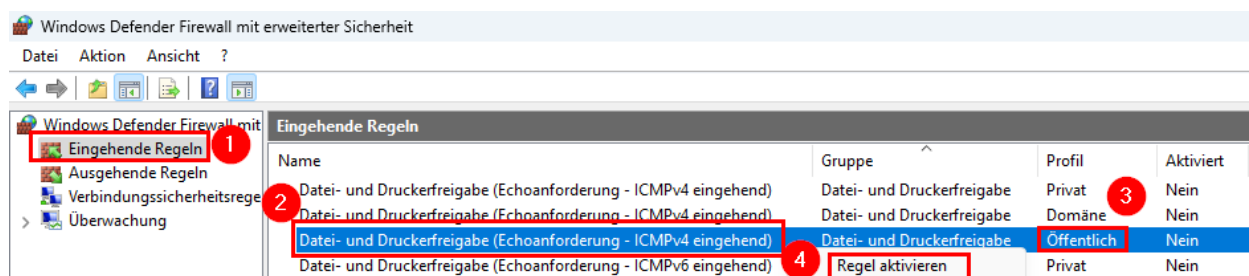 Windows Defender Firewall mit erweiterter Sicherheit
Datei Aktion Ansicht ?
Windows Defender Firewall mit
Eingehende Regeln 1
Ausgehende Regeln
Verbindungssicherheitsrege
Überwachung
Eingehende Regeln
Name Gruppe Profil Aktiviert
Datei- und Druckerfreigabe (Echoanforderung - ICMPv4 eingehend) Datei- und Druckerfreigabe Privat Nein
2 Datei- und Druckerfreigabe (Echoanforderung - ICMPv4 eingehend) Datei- und Druckerfreigabe Domäne 3 Nein
Datei- und Druckerfreigabe (Echoanforderung - ICMPv4 eingehend) Datei- und Druckerfreigabe Öffentlich Nein
Datei- und Druckerfreigabe (Echoanforderung - ICMPv6 eingehend) 4 Regel aktivieren Privat Nein